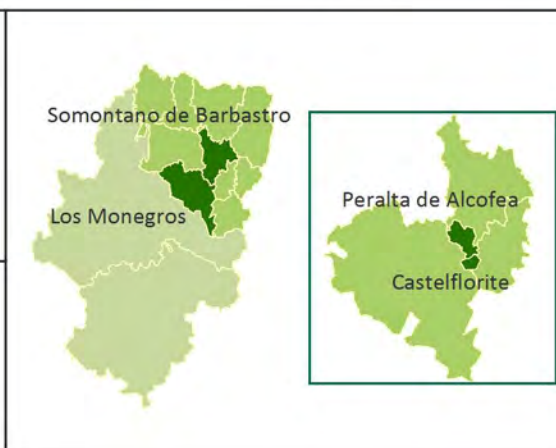 Somontano de Barbastro
Los Monegros
Peralta de Alcofea
Castelflorite